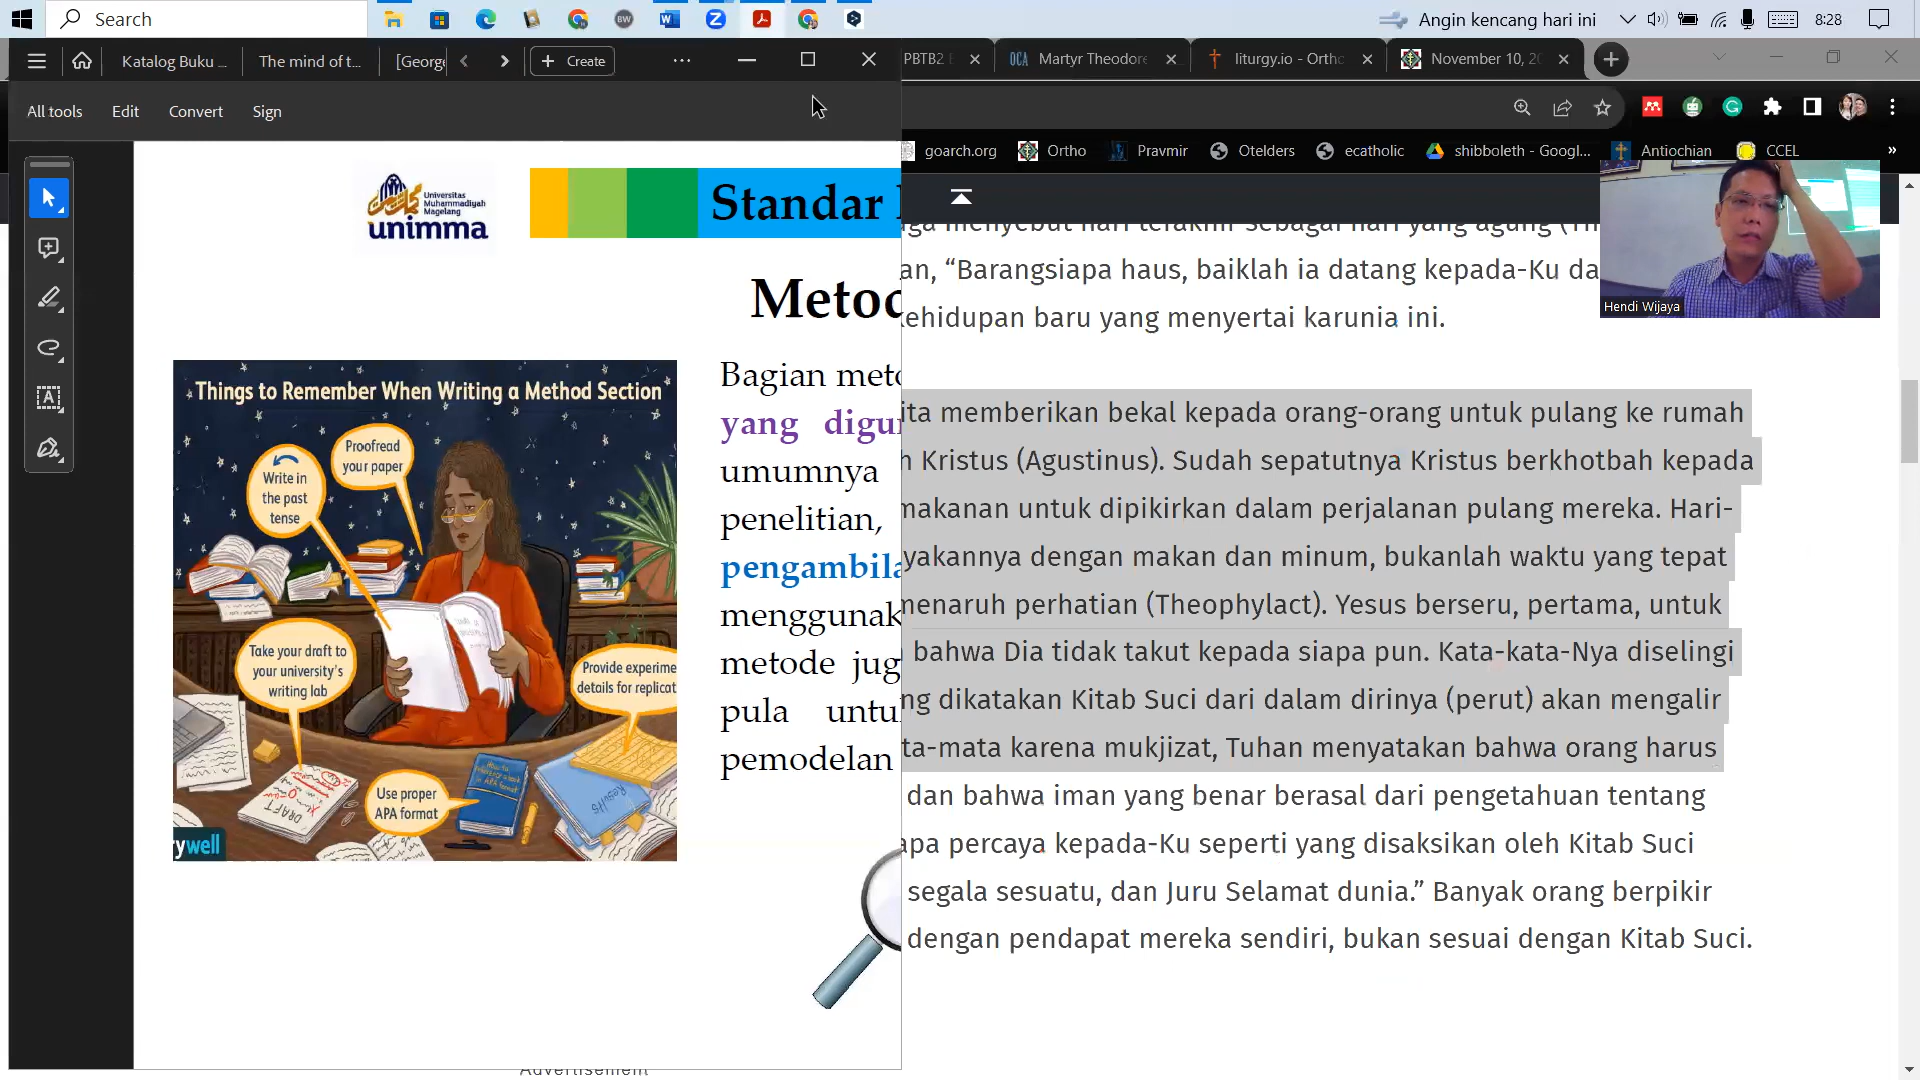 Search
Angin kencang hari ini
8:28
Katalog Buku ...
The mind of t...
[George
Create
PBTB2
Martyr Theodore
liturgy.io - Ortho
November 10, 20
All tools
Edit
Convert
Sign
goarch.org
Ortho
Pravmir
Otelders
ecatholic
shibboleth - Googl...
Antiochian
CCEL
»
Universitas
Muhammadiyah
Magelang
unimma
Standar
Metod
Things to Remember When Writing a Method Section
Proofread
your paper
Write in
the past
tense
Take your draft to
your university's
writing lab
Provide experime
details for replicat
Use proper
APA format
DRAFT
Results
ywell
Bagian meto
yang digun
umumnya
penelitian,
pengambila
menggunak
metode jug
pula untu
pemodelan
an, “Barangsiapa haus, baiklah ia datang kepada-Ku da
kehidupan baru yang menyertai karunia ini.
Hendi Wijaya
ita memberikan bekal kepada orang-orang untuk pulang ke rumah
h Kristus (Agustinus). Sudah sepatutnya Kristus berkhotbah kepada
makanan untuk dipikirkan dalam perjalanan pulang mereka. Hari-
yakannya dengan makan dan minum, bukanlah waktu yang tepat
menaruh perhatian (Theophylact). Yesus berseru, pertama, untuk
bahwa Dia tidak takut kepada siapa pun. Kata-kata-Nya diselingi
ng dikatakan Kitab Suci dari dalam dirinya (perut) akan mengalir
ta-mata karena mukjizat, Tuhan menyatakan bahwa orang harus
dan bahwa iman yang benar berasal dari pengetahuan tentang
apa percaya kepada-Ku seperti yang disaksikan oleh Kitab Suci
segala sesuatu, dan Juru Selamat dunia.” Banyak orang berpikir
dengan pendapat mereka sendiri, bukan sesuai dengan Kitab Suci.
Advertisement